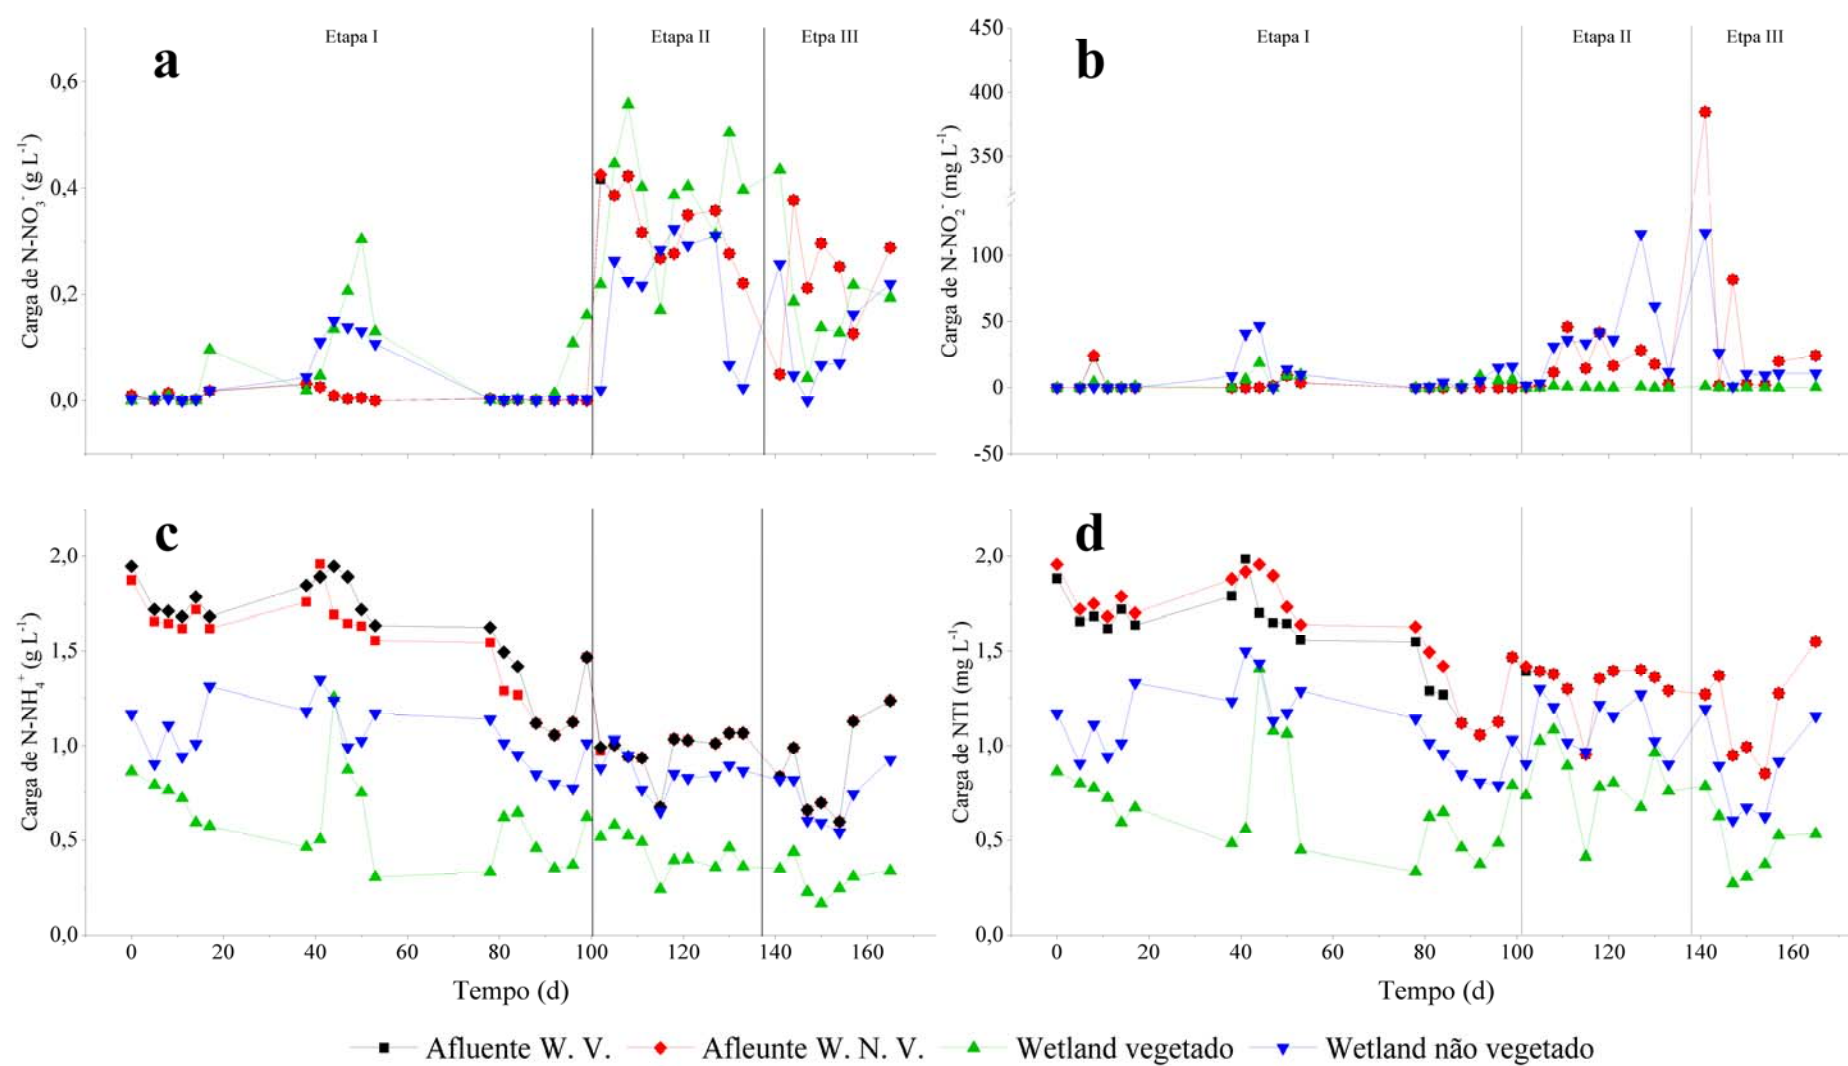 Etapa I Etapa II Etpa III
a
0,6
0,4
0,2
0,0
Carga de N-NO₃⁻ (g L⁻¹)
Etapa I Etapa II Etpa III
b
450
400
350
100
50
0
-50
Carga de N-NO₂⁻ (mg L⁻¹)
c
2,0
1,5
1,0
0,5
0,0
Carga de N-NH₄⁺ (g L⁻¹)
0 20 40 60 80 100 120 140 160
Tempo (d)
d
2,0
1,5
1,0
0,5
0,0
Carga de NTI (mg L⁻¹)
0 20 40 60 80 100 120 140 160
Tempo (d)
Afluente W. V. Afleunte W. N. V. Wetland vegetado Wetland não vegetado